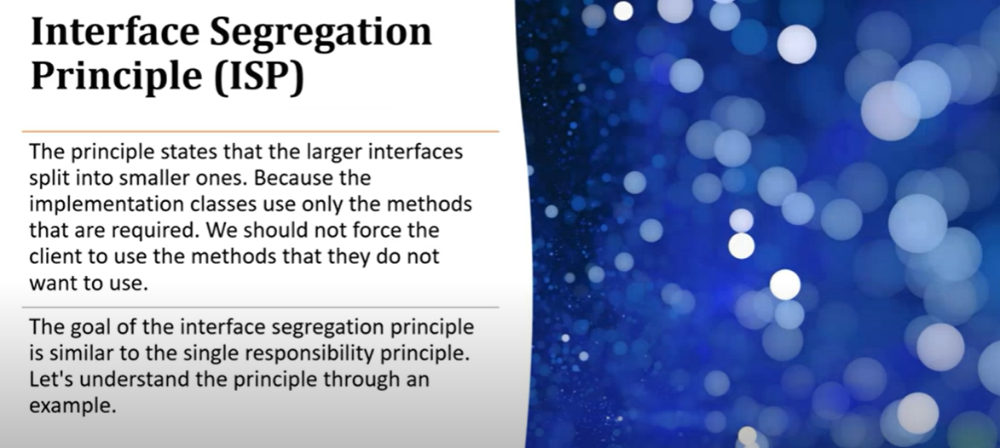 Interface Segregation
Principle (ISP)
The principle states that the larger interfaces
split into smaller ones. Because the
implementation classes use only the methods
that are required. We should not force the
client to use the methods that they do not
want to use.
The goal of the interface segregation principle
is similar to the single responsibility principle.
Let's understand the principle through an
example.